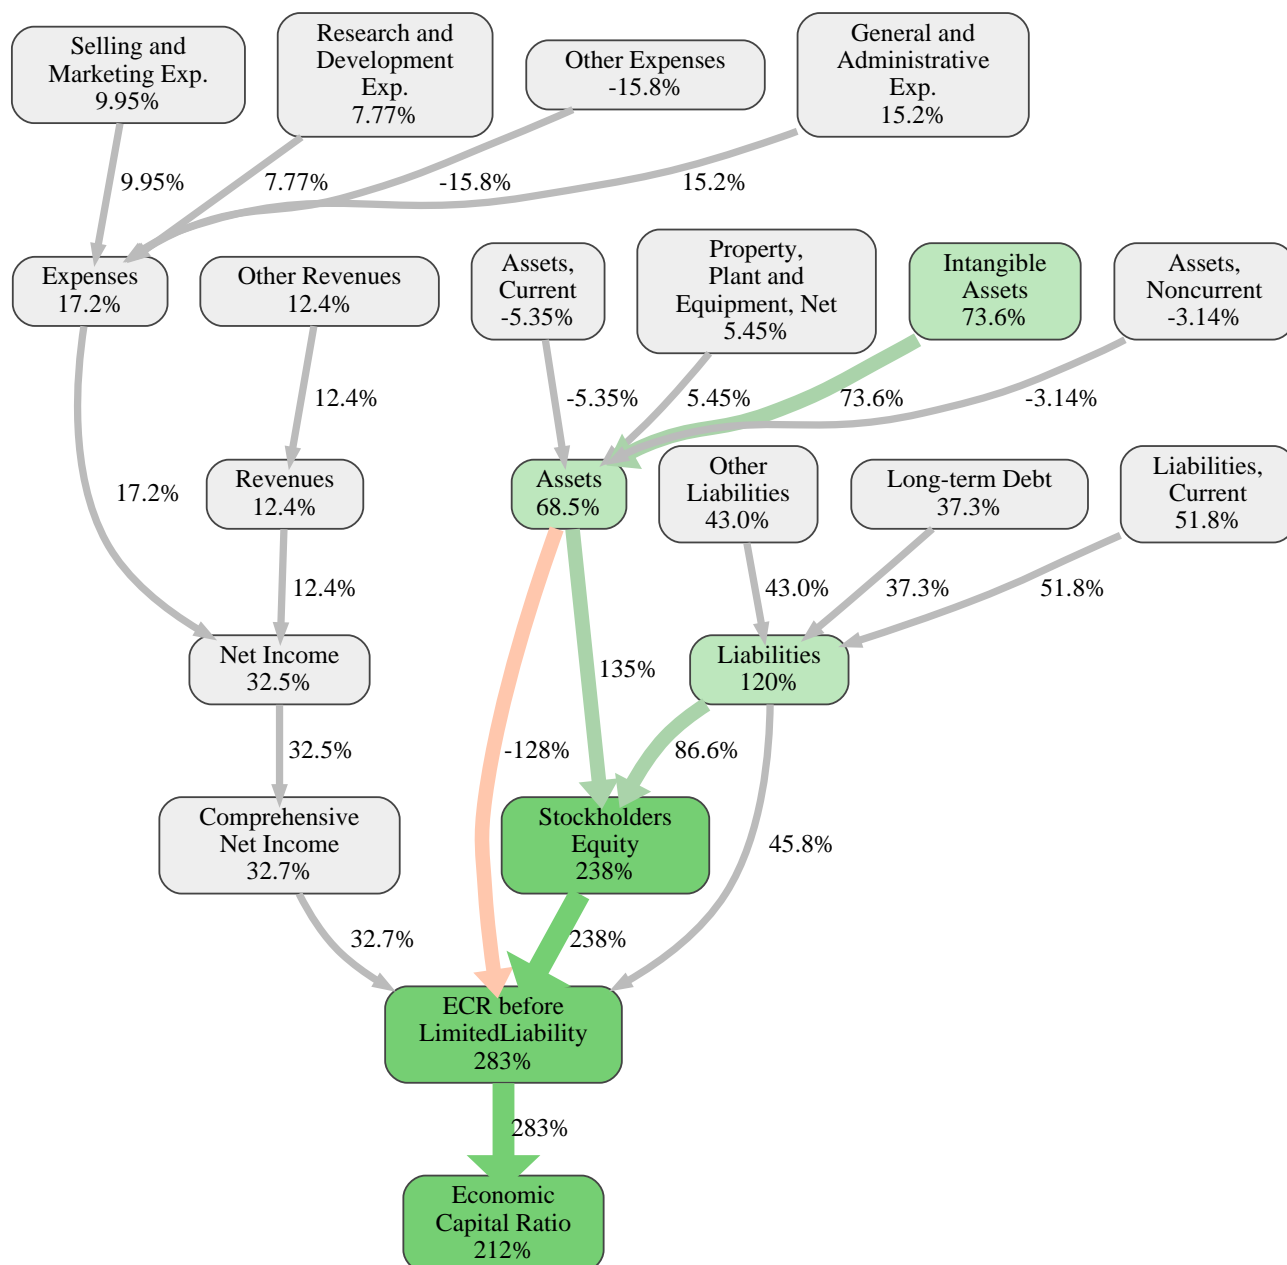 Selling and
Marketing Exp.
9.95%
Research and
Development
Exp.
7.77%
Other Expenses
-15.8%
General and
Administrative
Exp.
15.2%
9.95%
7.77%
-15.8%
15.2%
Expenses
17.2%
Other Revenues
12.4%
Assets,
Current
-5.35%
Property,
Plant and
Equipment, Net
5.45%
Intangible
Assets
73.6%
Assets,
Noncurrent
-3.14%
12.4%
-5.35%
5.45%
73.6%
-3.14%
17.2%
Revenues
12.4%
Assets
68.5%
Other
Liabilities
43.0%
Long-term Debt
37.3%
Liabilities,
Current
51.8%
12.4%
43.0%
37.3%
51.8%
Net Income
32.5%
135%
Liabilities
120%
32.5%
-128%
86.6%
Comprehensive
Net Income
32.7%
Stockholders
Equity
238%
45.8%
32.7%
238%
ECR before
LimitedLiability
283%
283%
Economic
Capital Ratio
212%